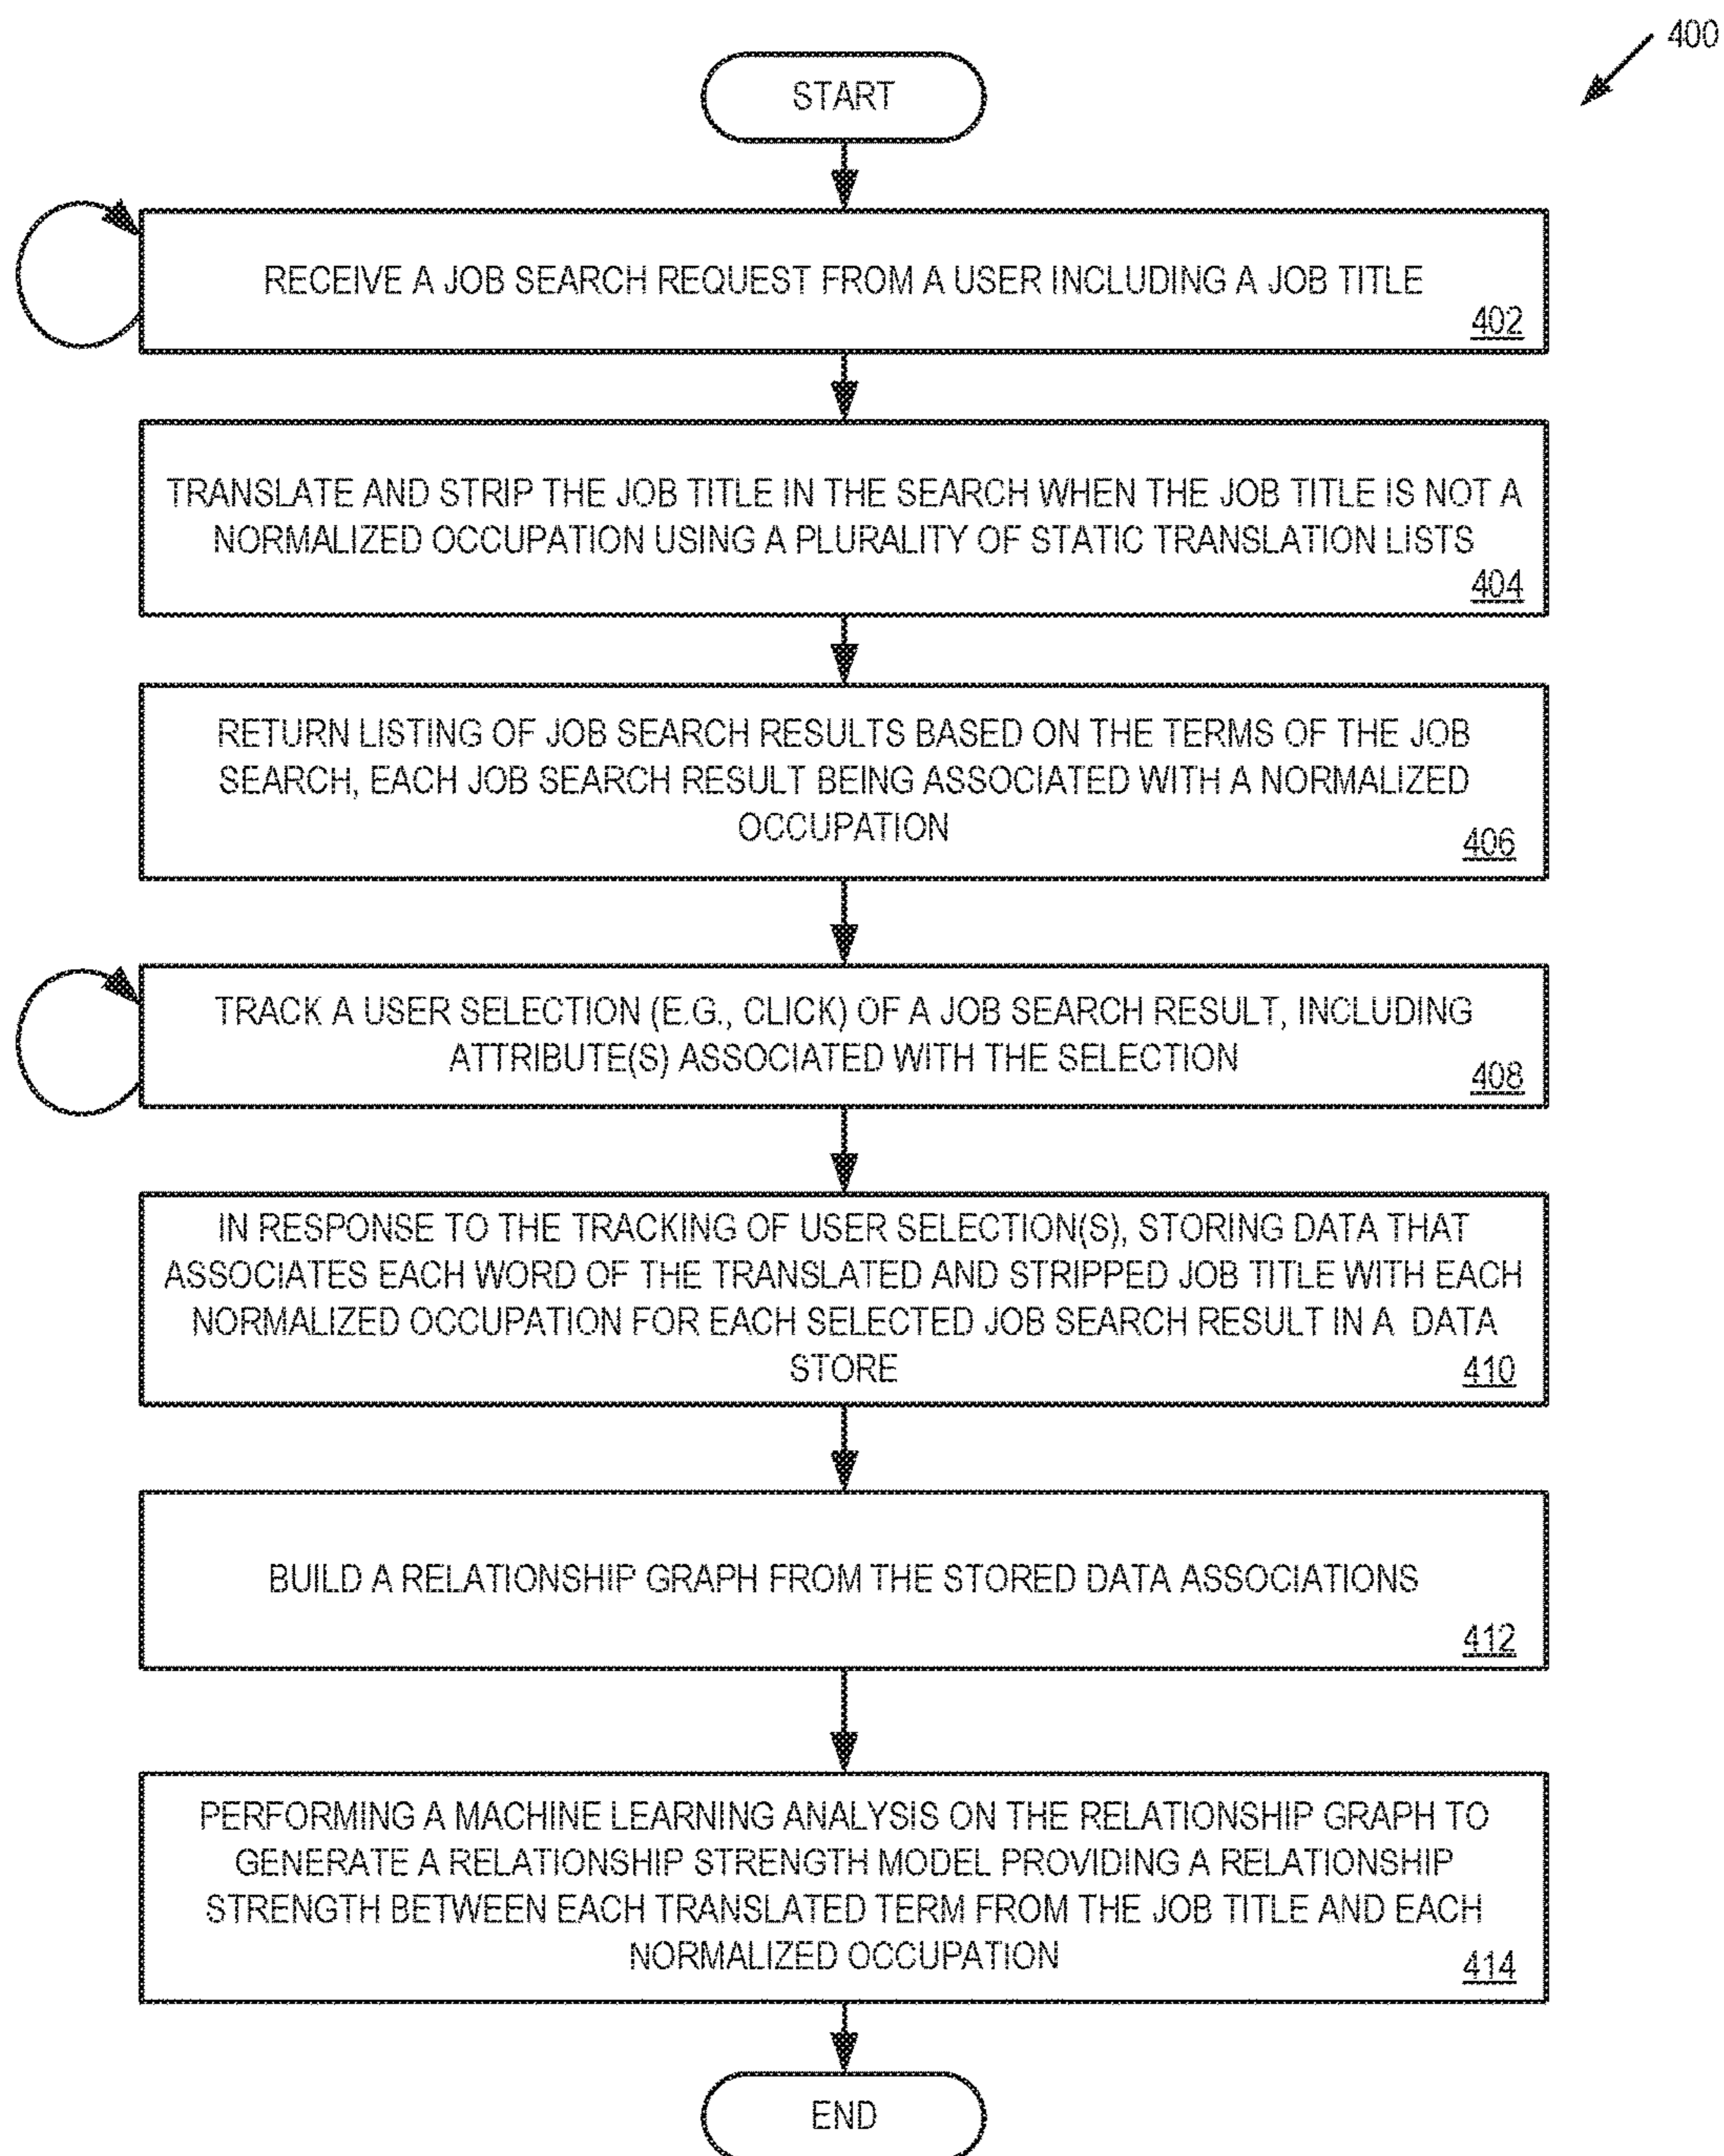 400
START
RECEIVE A JOB SEARCH REQUEST FROM A USER INCLUDING A JOB TITLE
402
TRANSLATE AND STRIP THE JOB TITLE IN THE SEARCH WHEN THE JOB TITLE IS NOT A
NORMALIZED OCCUPATION USING A PLURALITY OF STATIC TRANSLATION LISTS
404
RETURN LISTING OF JOB SEARCH RESULTS BASED ON THE TERMS OF THE JOB
SEARCH, EACH JOB SEARCH RESULT BEING ASSOCIATED WITH A NORMALIZED
OCCUPATION
406
TRACK A USER SELECTION (E.G., CLICK) OF A JOB SEARCH RESULT, INCLUDING
ATTRIBUTE(S) ASSOCIATED WITH THE SELECTION
408
IN RESPONSE TO THE TRACKING OF USER SELECTION(S), STORING DATA THAT
ASSOCIATES EACH WORD OF THE TRANSLATED AND STRIPPED JOB TITLE WITH EACH
NORMALIZED OCCUPATION FOR EACH SELECTED JOB SEARCH RESULT IN A DATA
STORE
410
BUILD A RELATIONSHIP GRAPH FROM THE STORED DATA ASSOCIATIONS
412
PERFORMING A MACHINE LEARNING ANALYSIS ON THE RELATIONSHIP GRAPH TO
GENERATE A RELATIONSHIP STRENGTH MODEL PROVIDING A RELATIONSHIP
STRENGTH BETWEEN EACH TRANSLATED TERM FROM THE JOB TITLE AND EACH
NORMALIZED OCCUPATION
414
END